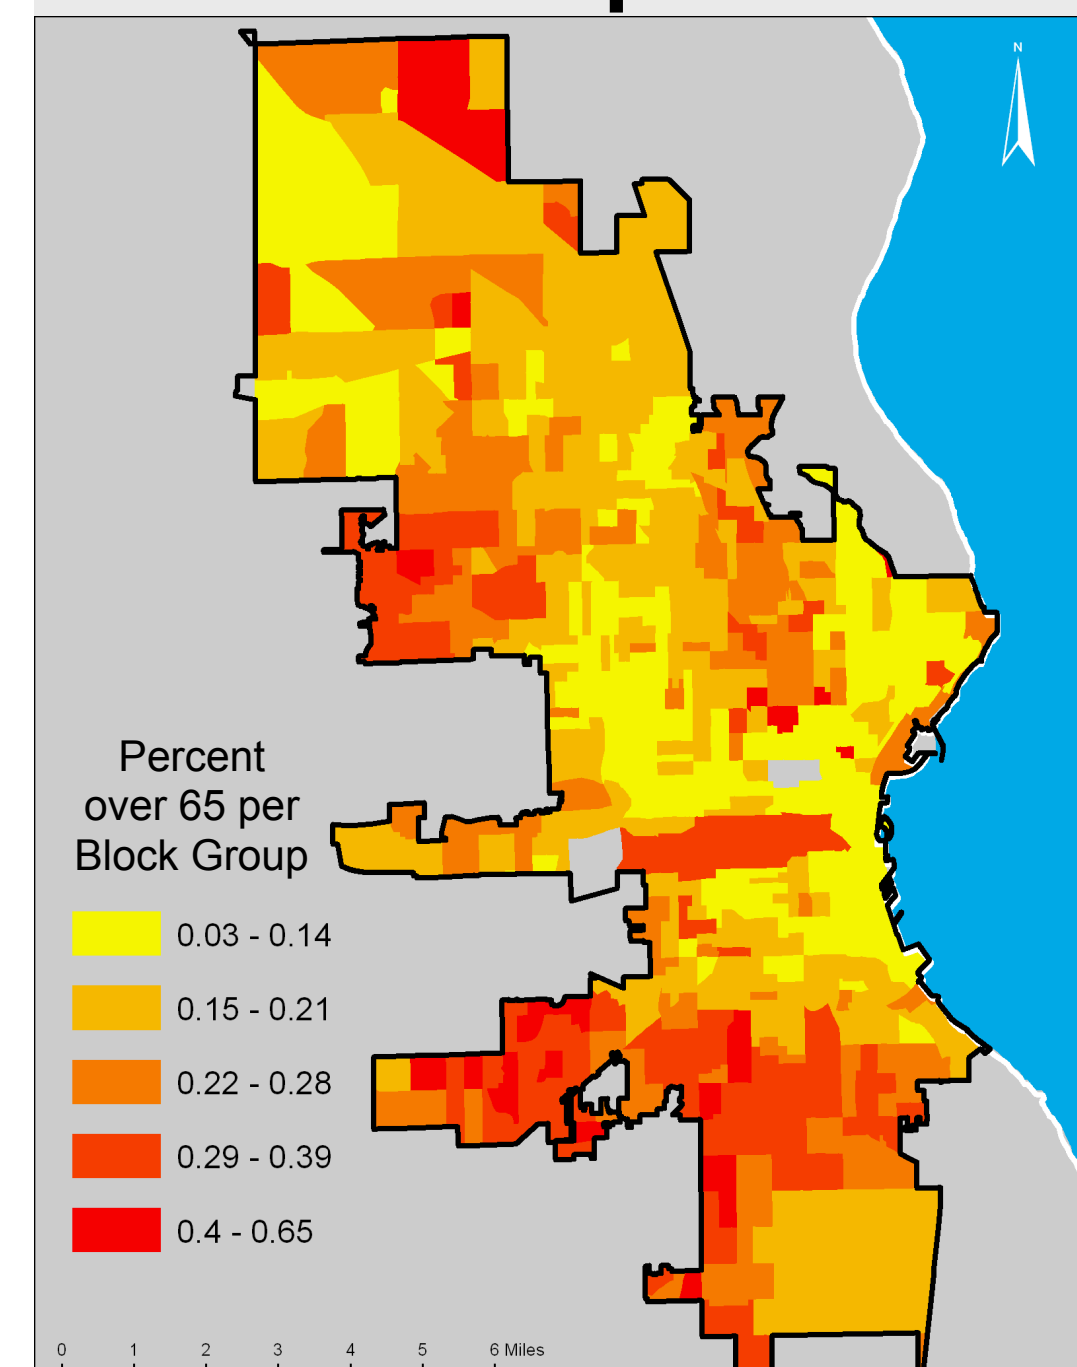 N
Percent
over 65 per
Block Group
0.03 - 0.14
0.15 - 0.21
0.22 - 0.28
0.29 - 0.39
0.4 - 0.65
0 1 2 3 4 5 6 Miles